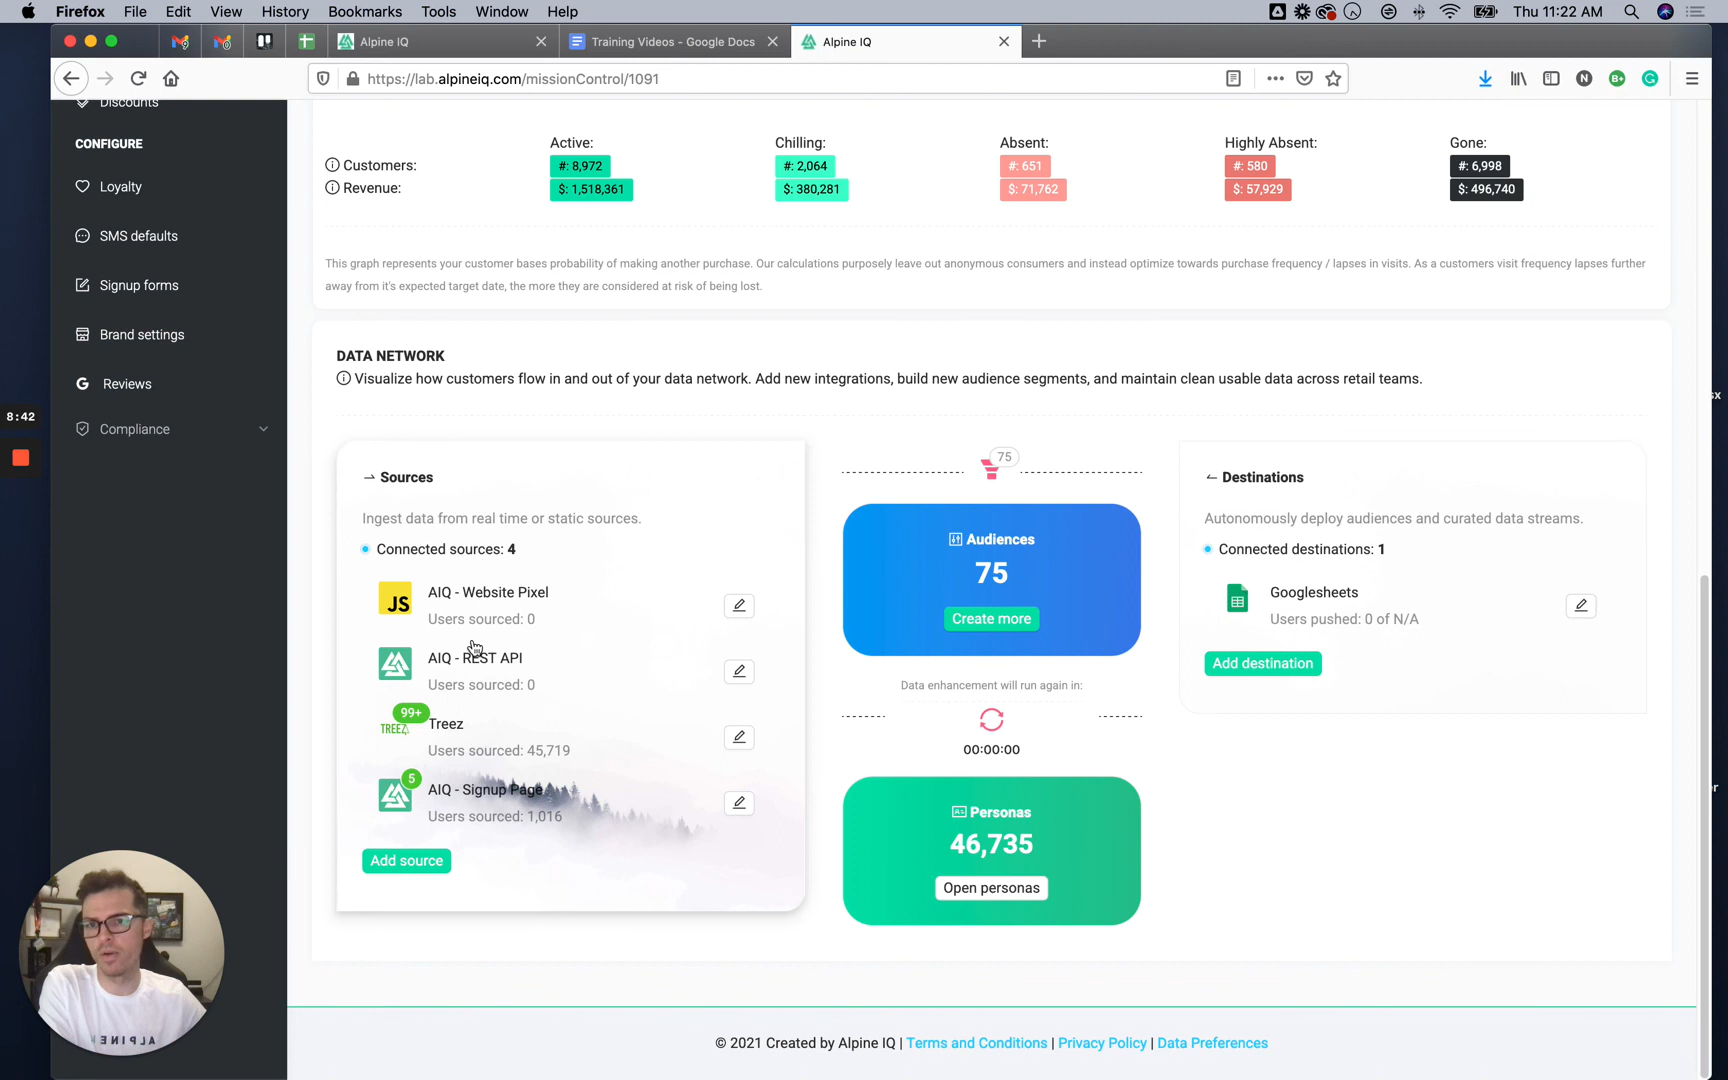 Firefox File Edit View History Bookmarks Tools Window Help
Thu 11:22 AM
Alpine IQ
Training Videos - Google Docs
Alpine IQ
https://lab.alpineiq.com/missionControl/1091
Discounts
CONFIGURE
Loyalty
SMS defaults
Signup forms
Brand settings
Reviews
Compliance
8:42
Active: Chilling: Absent: Highly Absent: Gone:
Customers: #: 8,972 #: 2,064 #: 651 #: 580 #: 6,998
Revenue: $: 1,518,361 $: 380,281 $: 71,762 $: 57,929 $: 496,740
This graph represents your customer bases probability of making another purchase. Our calculations purposely leave out anonymous consumers and instead optimize towards purchase frequency / lapses in visits. As a customers visit frequency lapses further
away from it's expected target date, the more they are considered at risk of being lost.
DATA NETWORK
Visualize how customers flow in and out of your data network. Add new integrations, build new audience segments, and maintain clean usable data across retail teams.
Sources
Ingest data from real time or static sources.
Connected sources: 4
JS
AIQ - Website Pixel
Users sourced: 0
AIQ - REST API
Users sourced: 0
99+
TREEZ
Treez
Users sourced: 45,719
5
AIQ - Signup Page
Users sourced: 1,016
Add source
75
Audiences
75
Create more
Data enhancement will run again in:
00:00:00
Personas
46,735
Open personas
Destinations
Autonomously deploy audiences and curated data streams.
Connected destinations: 1
Googlesheets
Users pushed: 0 of N/A
Add destination
© 2021 Created by Alpine IQ | Terms and Conditions | Privacy Policy | Data Preferences